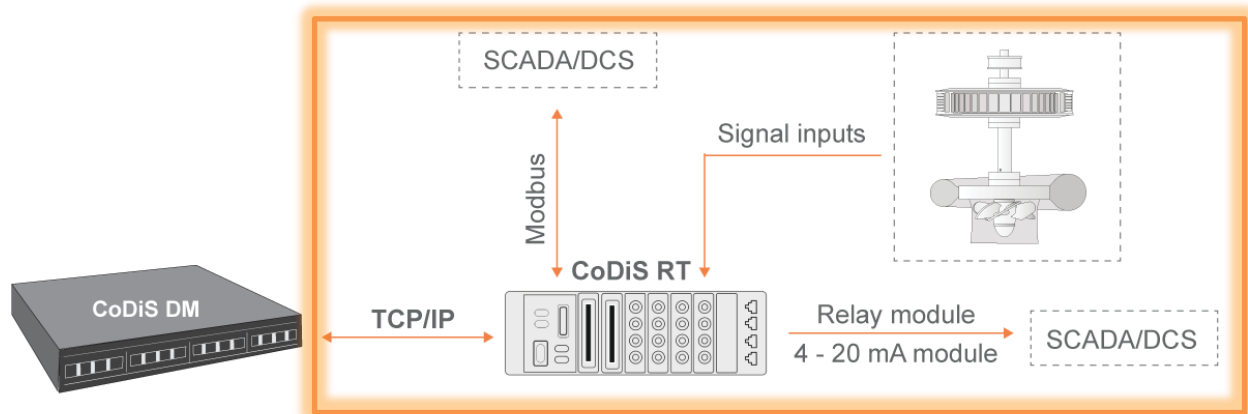 SCADA/DCS
Signal inputs
Modbus
CoDiS RT
CoDiS DM
TCP/IP
Relay module
4 - 20 mA module
SCADA/DCS